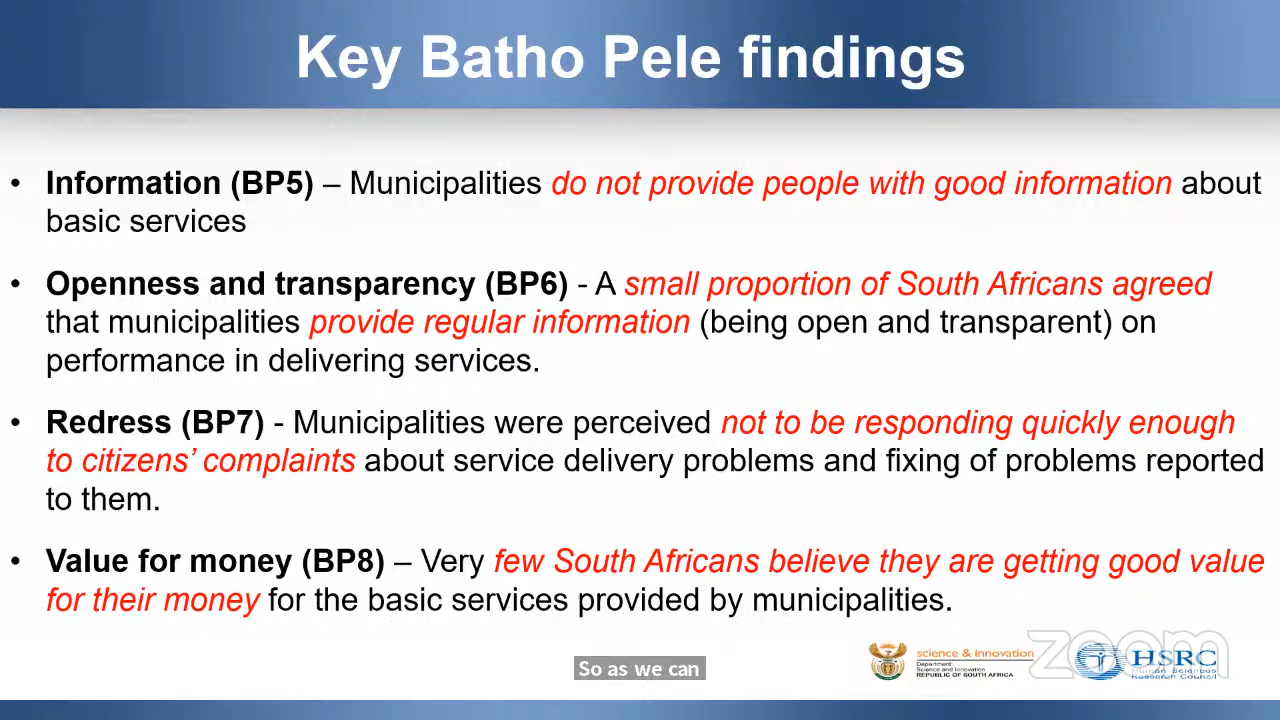 Key Batho Pele findings
• Information (BP5) – Municipalities do not provide people with good information about
basic services
• Openness and transparency (BP6) - A small proportion of South Africans agreed
that municipalities provide regular information (being open and transparent) on
performance in delivering services.
• Redress (BP7) - Municipalities were perceived not to be responding quickly enough
to citizens’ complaints about service delivery problems and fixing of problems reported
to them.
• Value for money (BP8) – Very few South Africans believe they are getting good value
for their money for the basic services provided by municipalities.
So as we can
science & innovation
Department:
Science and Innovation
REPUBLIC OF SOUTH AFRICA
zoom
HSRC
Human Sciences
Research Council